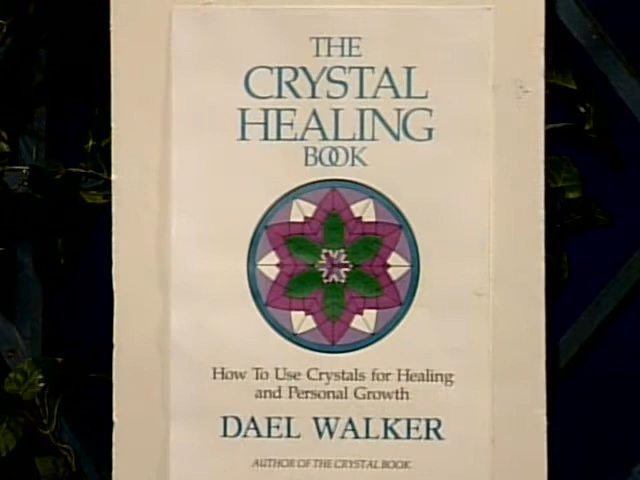 THE
CRYSTAL
HEALING
BOOK
How To Use Crystals for Healing
and Personal Growth
DAEL WALKER
AUTHOR OF THE CRYSTAL BOOK